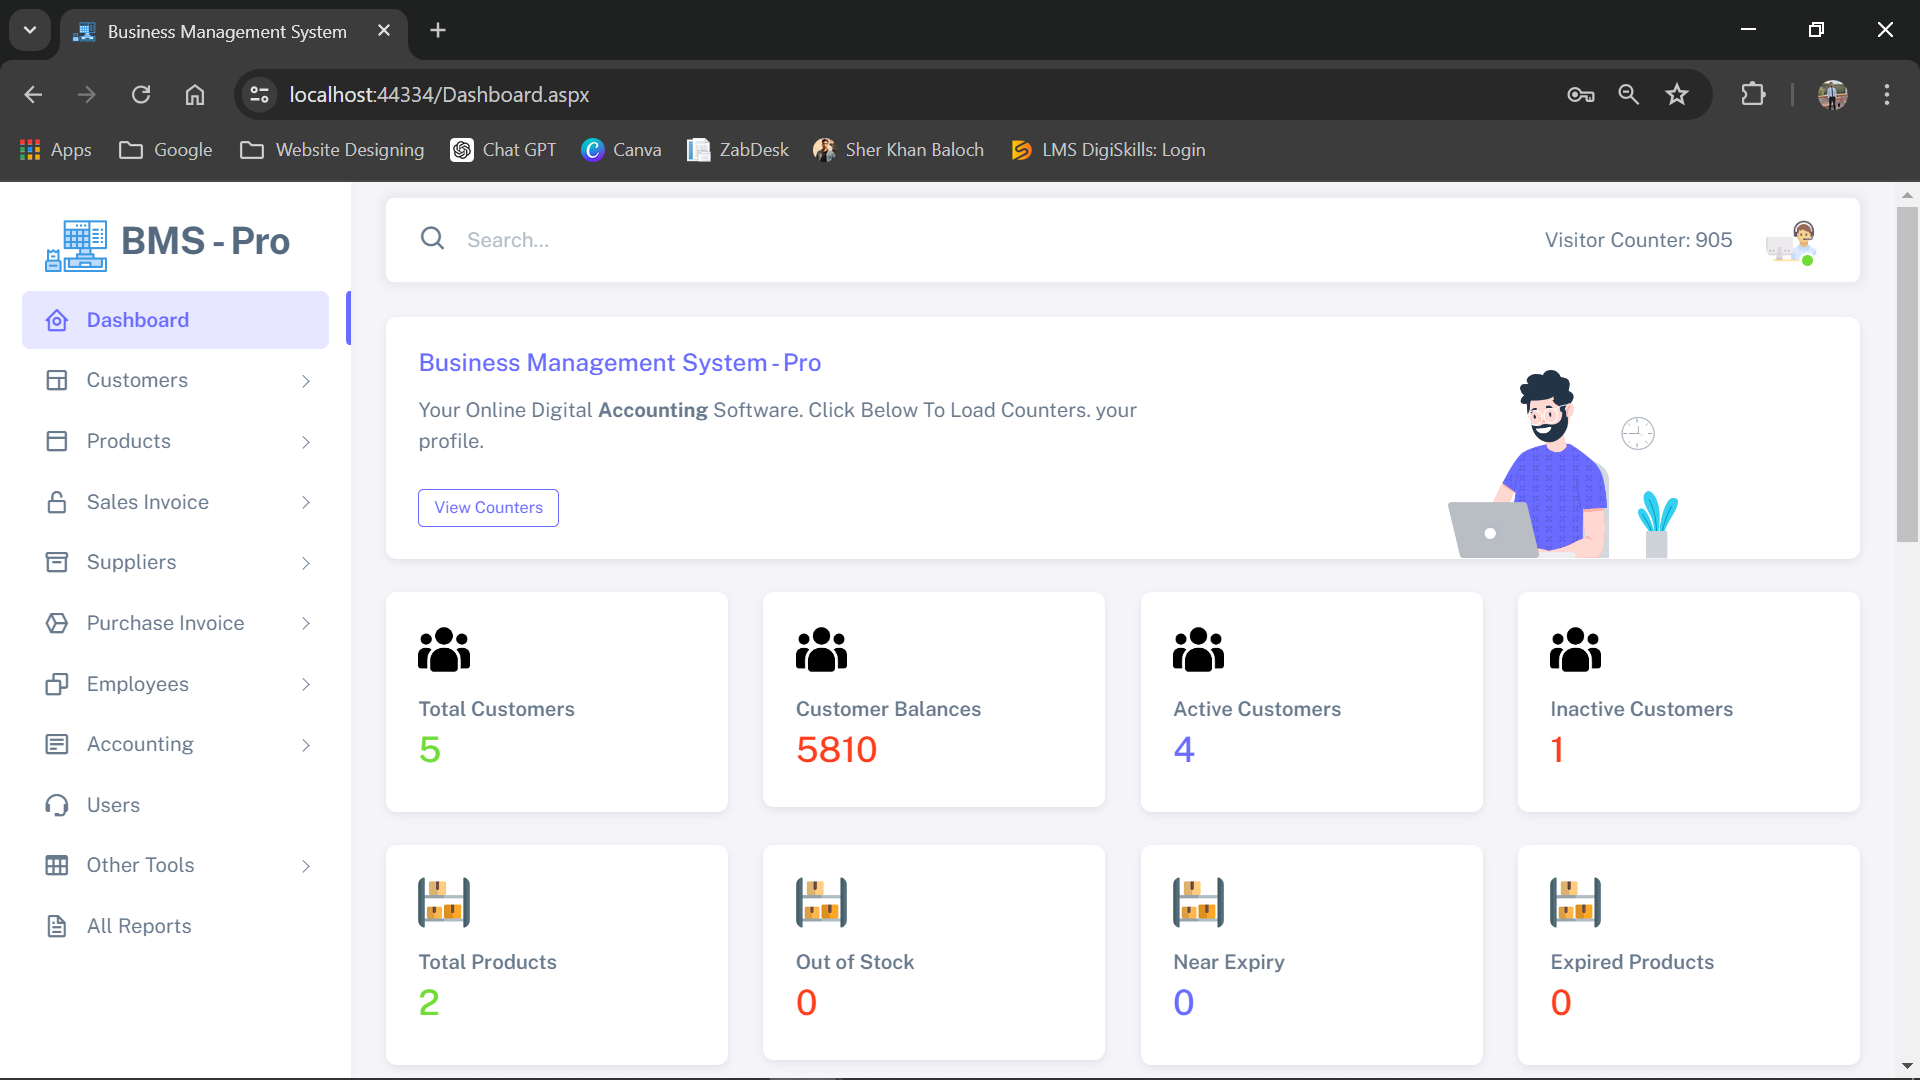 Business Management System
localhost:44334/Dashboard.aspx
Apps
Google
Website Designing
Chat GPT
Canva
ZabDesk
Sher Khan Baloch
LMS DigiSkills: Login
BMS - Pro
Search...
Visitor Counter: 905
Dashboard
Customers
Products
Sales Invoice
Suppliers
Purchase Invoice
Employees
Accounting
Users
Other Tools
All Reports
Business Management System - Pro
Your Online Digital Accounting Software. Click Below To Load Counters. your
profile.
View Counters
Total Customers
5
Customer Balances
5810
Active Customers
4
Inactive Customers
1
Total Products
2
Out of Stock
0
Near Expiry
0
Expired Products
0